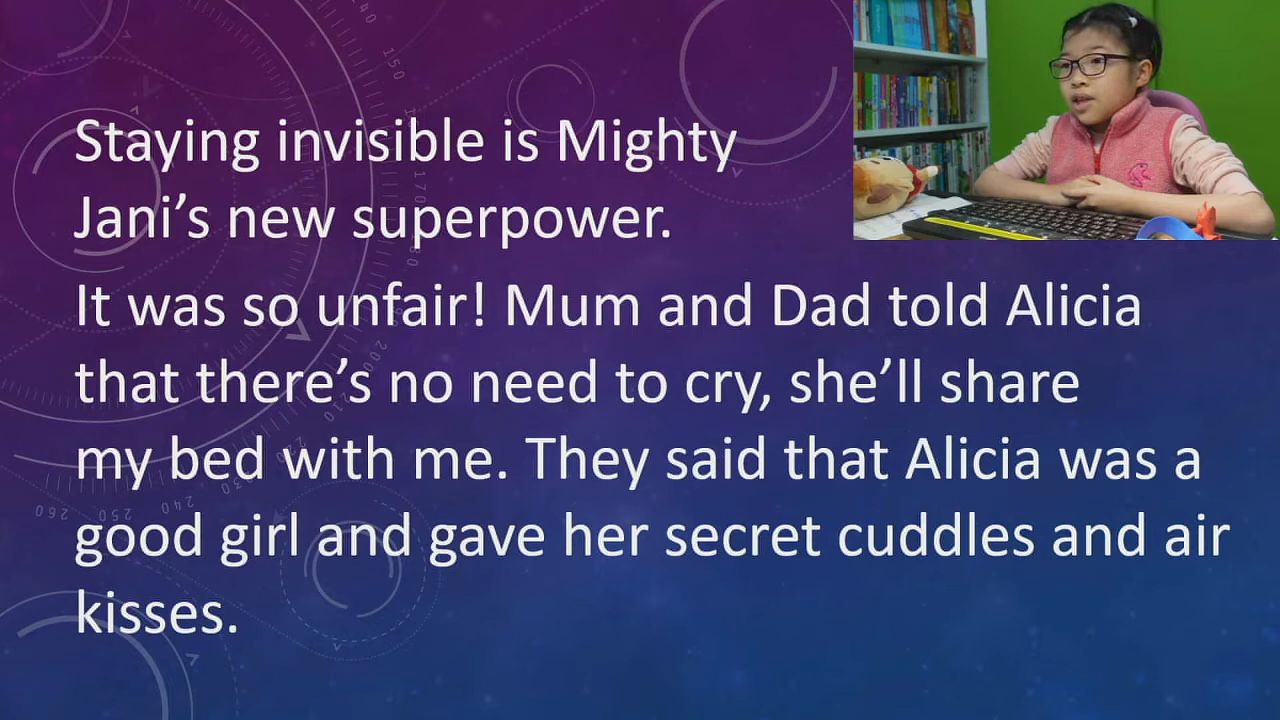 Staying invisible is Mighty
Jani’s new superpower.
It was so unfair! Mum and Dad told Alicia
that there’s no need to cry, she’ll share
my bed with me. They said that Alicia was a
good girl and gave her secret cuddles and air
kisses.